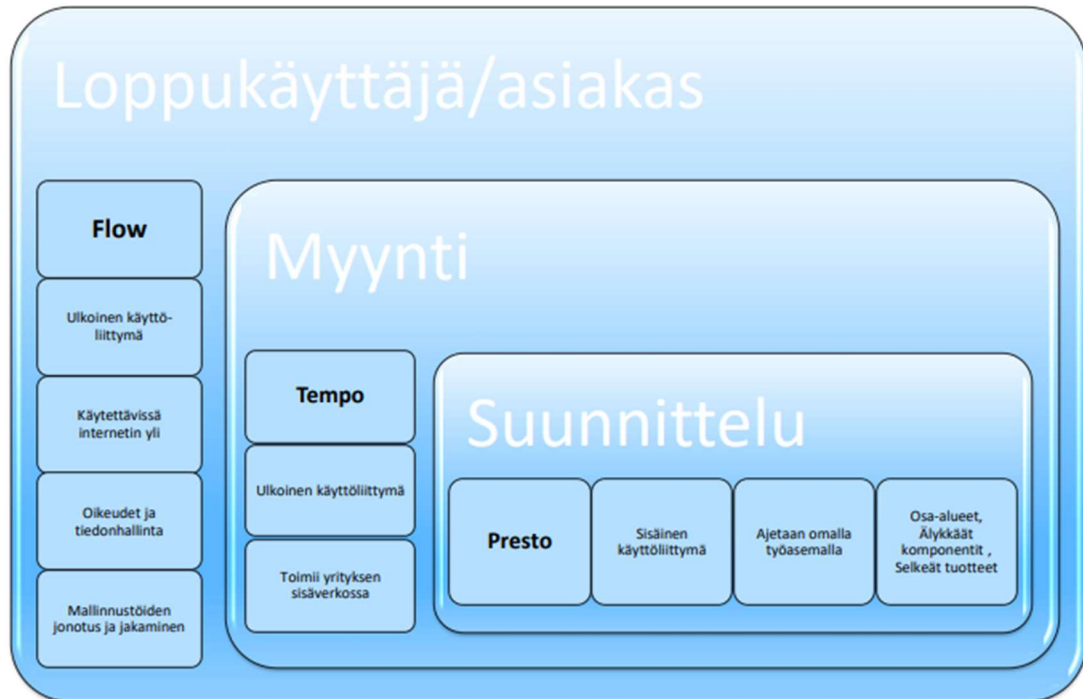 Loppukäyttäjä/asiakas
Flow
Ulkoinen käyttö-
liittymä
Käytettävissä
internetin yli
Oikeudet ja
tiedonhallinta
Mallinnustöiden
jonotus ja jakaminen
Myynti
Tempo
Ulkoinen käyttöliittymä
Toimii yrityksen
sisäverkossa
Suunnittelu
Presto
Sisäinen
käyttöliittymä
Ajetaan omalla
työasemalla
Osa-alueet,
Älykkäät
komponentit ,
Selkeät tuotteet